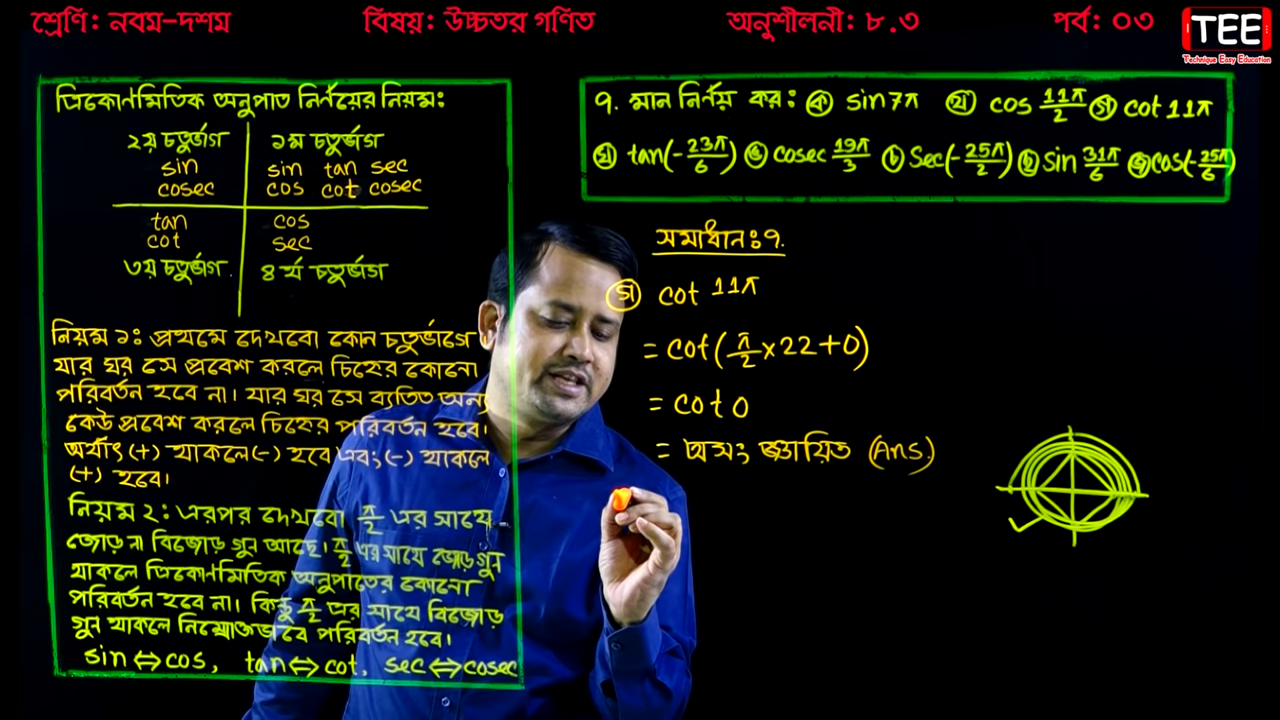 শ্রেণি: নবম-দশম বিষয়: উচ্চতর গণিত অনুশীলনী: ৮.৩ পর্ব: ০৩
TEE
Technique Easy Education
ত্রিকোণমিতিক অনুপাত নির্ণয়ের নিয়ম:
২য় চতুর্ভাগ ১ম চতুর্ভাগ
sin sin tan sec
cosec cos cot cosec
tan cos
cot sec
৩য় চতুর্ভাগ ৪র্থ চতুর্ভাগ
নিয়ম ১: প্রথমে দেখবো কোন চতুর্ভাগে
যার ঘর সে প্রবেশ করলে চিহ্নের কোনো
পরিবর্তন হবে না। যার ঘর সে ব্যতিত অন্য
কেউ প্রবেশ করলে চিহ্নের পরিবর্তন হবে।
অর্থাৎ (+) থাকলে (-) হবে এবং (-) থাকলে
(+) হবে।
নিয়ম ২: এরপর দেখবো π/2 এর সাথে
জোড় না বিজোড় গুন আছে। π/2 এর সাথে জোড় গুন
থাকলে ত্রিকোণমিতিক অনুপাতের কোনো
পরিবর্তন হবে না। কিন্তু π/2 এর সাথে বিজোড়
গুন থাকলে নিম্মোক্তভাবে পরিবর্তন হবে।
sin⇔cos, tan⇔cot, sec⇔cosec
৭. মান নির্ণয় কর: ক sin 7π খ cos 11π/2 গ cot 11π
ঘ tan(-23π/6) ঙ cosec 19π/3 চ sec(-25π/2) ছ sin 31π/6 জ cos(-25π/6)
সমাধান: ৭.
গ cot 11π
= cot(π/2×22+0)
= cot 0
= অসংজ্ঞায়িত (Ans.)